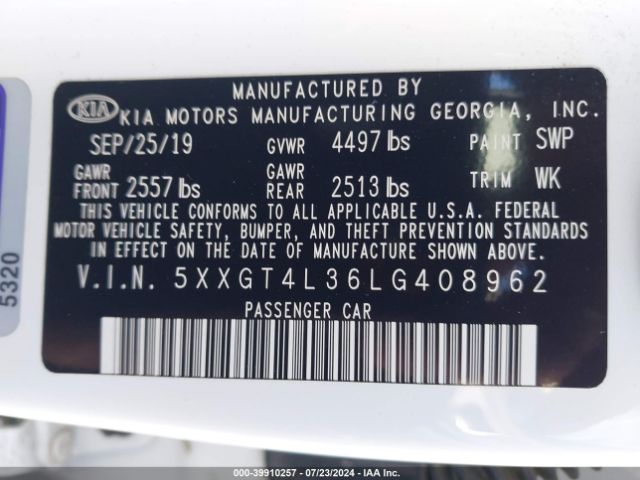 MANUFACTURED BY
KIA KIA MOTORS MANUFACTURING GEORGIA, INC.
SEP/25/19 GVWR 4497 lbs PAINT SWP
GAWR FRONT 2557 lbs GAWR REAR 2513 lbs TRIM WK
THIS VEHICLE CONFORMS TO ALL APPLICABLE U.S.A. FEDERAL
MOTOR VEHICLE SAFETY, BUMPER, AND THEFT PREVENTION STANDARDS
IN EFFECT ON THE DATE OF MANUFACTURE SHOWN ABOVE.
V.I.N. 5XXGT4L36LG408962
PASSENGER CAR
5320
000-39910257 - 07/23/2024 - IAA Inc.